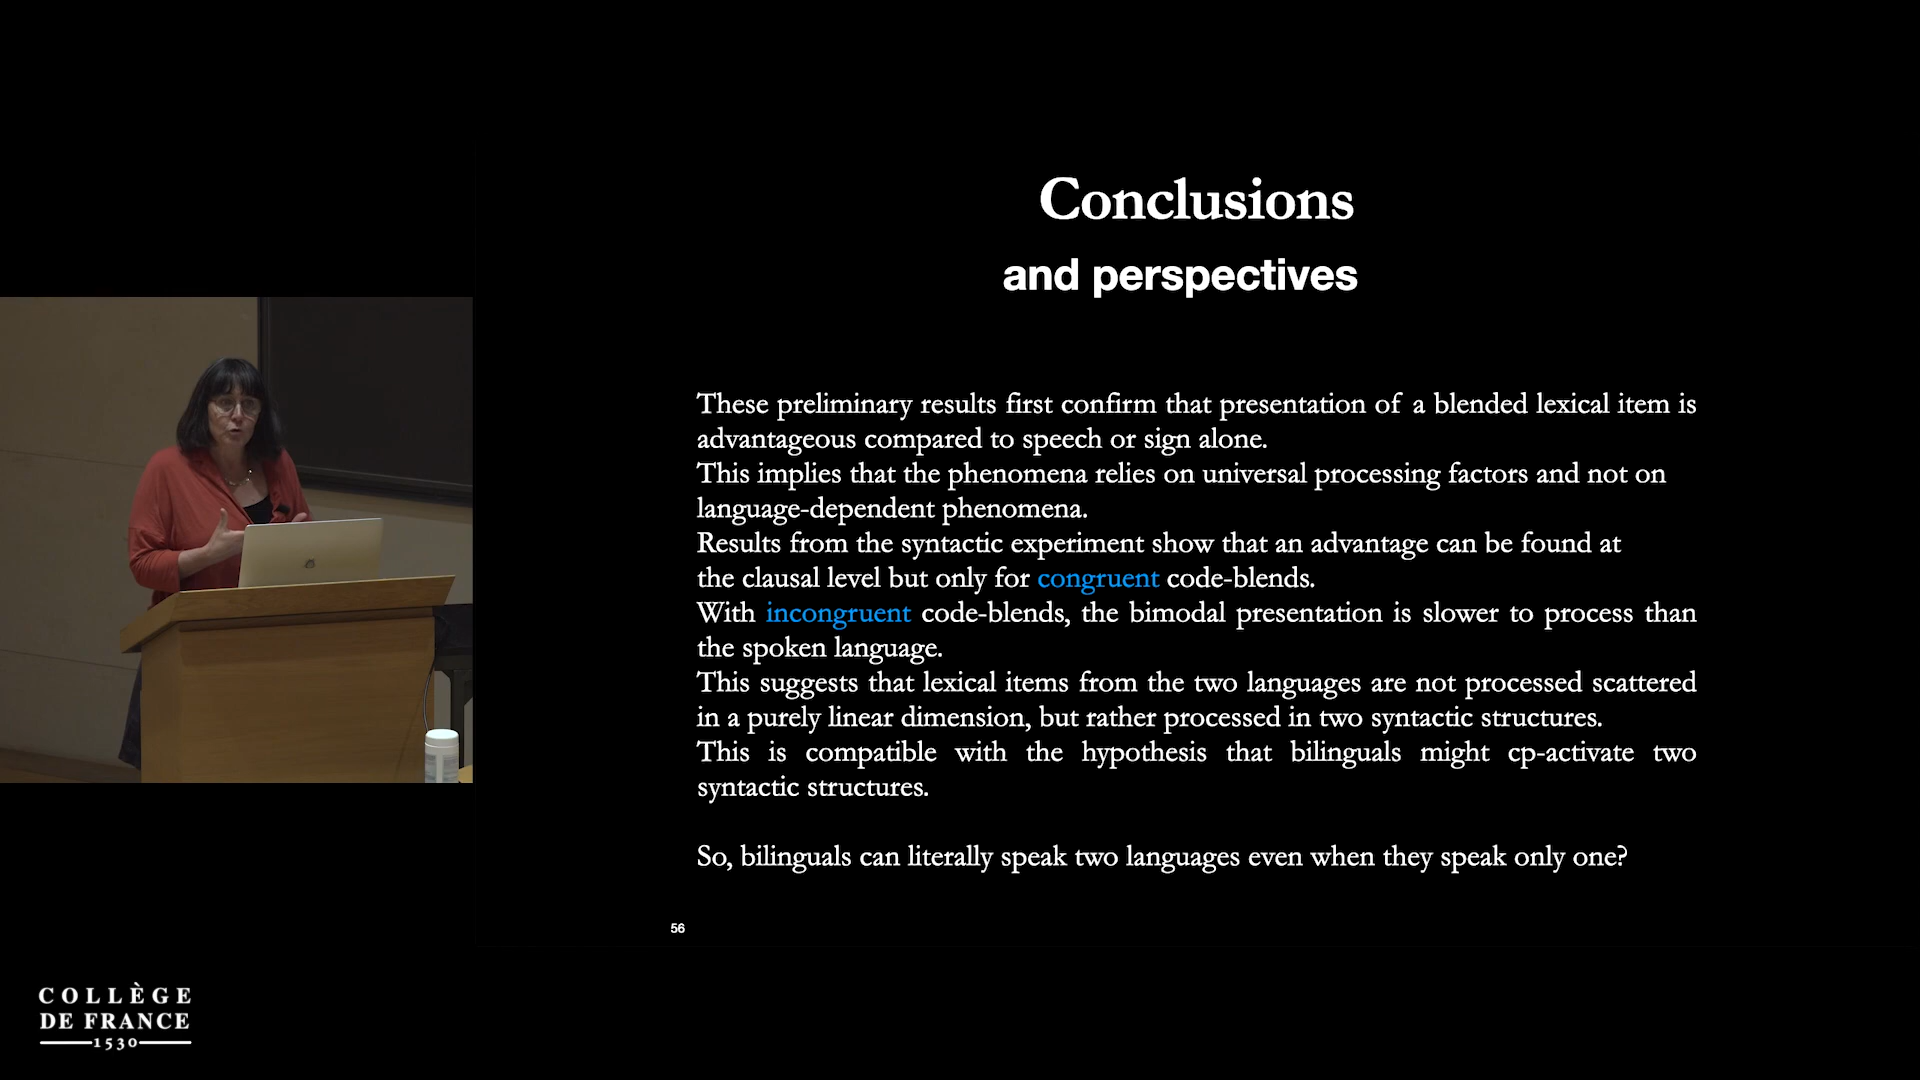 Conclusions
and perspectives
These preliminary results first confirm that presentation of a blended lexical item is
advantageous compared to speech or sign alone.
This implies that the phenomena relies on universal processing factors and not on
language-dependent phenomena.
Results from the syntactic experiment show that an advantage can be found at
the clausal level but only for congruent code-blends.
With incongruent code-blends, the bimodal presentation is slower to process than
the spoken language.
This suggests that lexical items from the two languages are not processed scattered
in a purely linear dimension, but rather processed in two syntactic structures.
This is compatible with the hypothesis that bilinguals might cp-activate two
syntactic structures.
So, bilinguals can literally speak two languages even when they speak only one?
56
COLLÈGE
DE FRANCE
1530